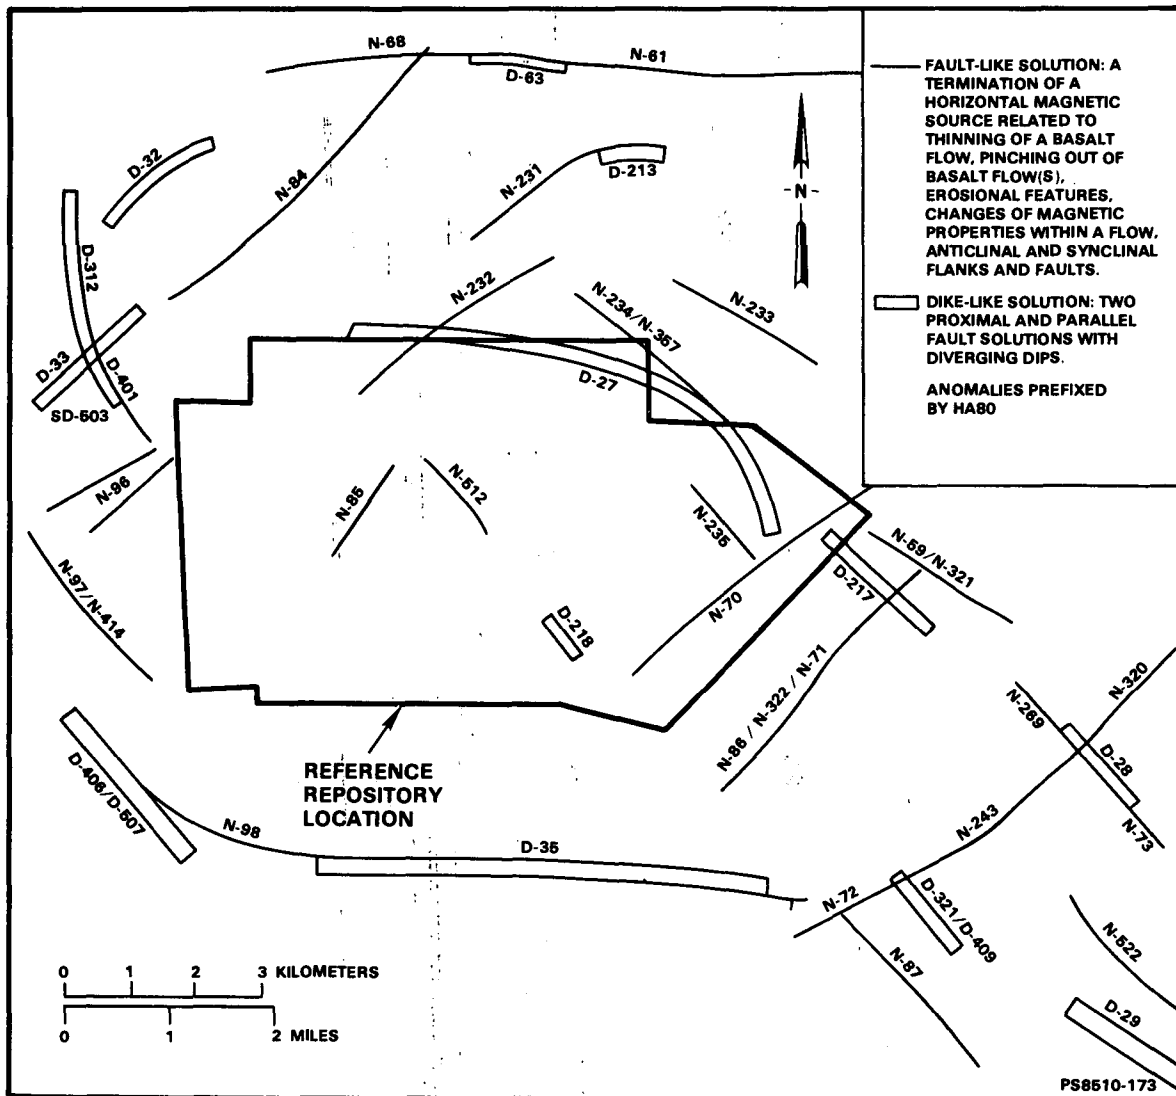 N-68
N-61
D-63
FAULT-LIKE SOLUTION: A
TERMINATION OF A
HORIZONTAL MAGNETIC
SOURCE RELATED TO
THINNING OF A BASALT
FLOW, PINCHING OUT OF
BASALT FLOW(S),
EROSIONAL FEATURES,
CHANGES OF MAGNETIC
PROPERTIES WITHIN A FLOW,
ANTICLINAL AND SYNCLINAL
FLANKS AND FAULTS.
DIKE-LIKE SOLUTION: TWO
PROXIMAL AND PARALLEL
FAULT SOLUTIONS WITH
DIVERGING DIPS.
ANOMALIES PREFIXED
BY HA80
-N-
D-32
N-84
N-231
D-213
D-312
N-232
N-234/N-357
N-233
D-33
D-401
SD-503
D-27
N-96
N-85
N-512
N-235
N-59/N-321
D-217
N-97/N-414
N-70
D-218
N-86 / N-322 / N-71
N-320
N-269
D-28
N-73
D-406/D-507
REFERENCE
REPOSITORY
LOCATION
N-98
D-35
N-243
N-72
D-321/D-409
N-87
N-522
D-29
0 1 2 3 KILOMETERS
0 1 2 MILES
PS8510-173